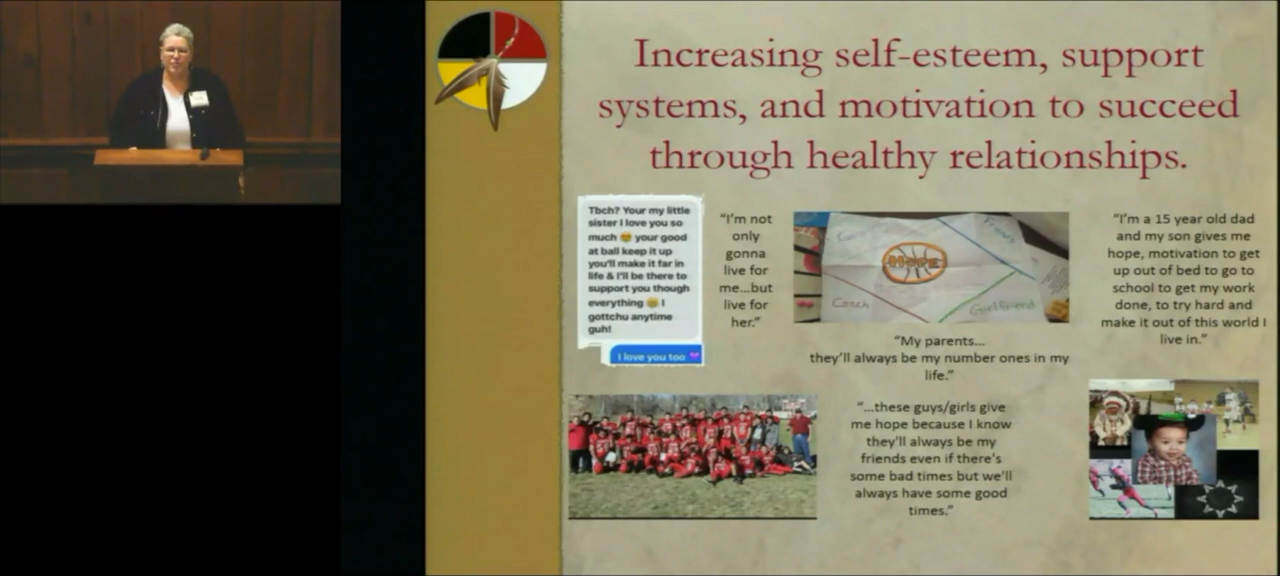 Increasing self-esteem, support
systems, and motivation to succeed
through healthy relationships.
Tbch? Your my little
sister I love you so
much 😍 your good
at ball keep it up
you'll make it far in
life & I'll be there to
support you though
everything 😊 I
gottchu anytime
guh!
I love you too 💜
“I'm not
only
gonna
live for
me...but
live for
her.”
HOPE
Friends
Coach
Girlfriend
“My parents...
they'll always be my number ones in my
life.”
“I'm a 15 year old dad
and my son gives me
hope, motivation to get
up out of bed to go to
school to get my work
done, to try hard and
make it out of this world I
live in.”
“...these guys/girls give
me hope because I know
they'll always be my
friends even if there's
some bad times but we'll
always have some good
times.”